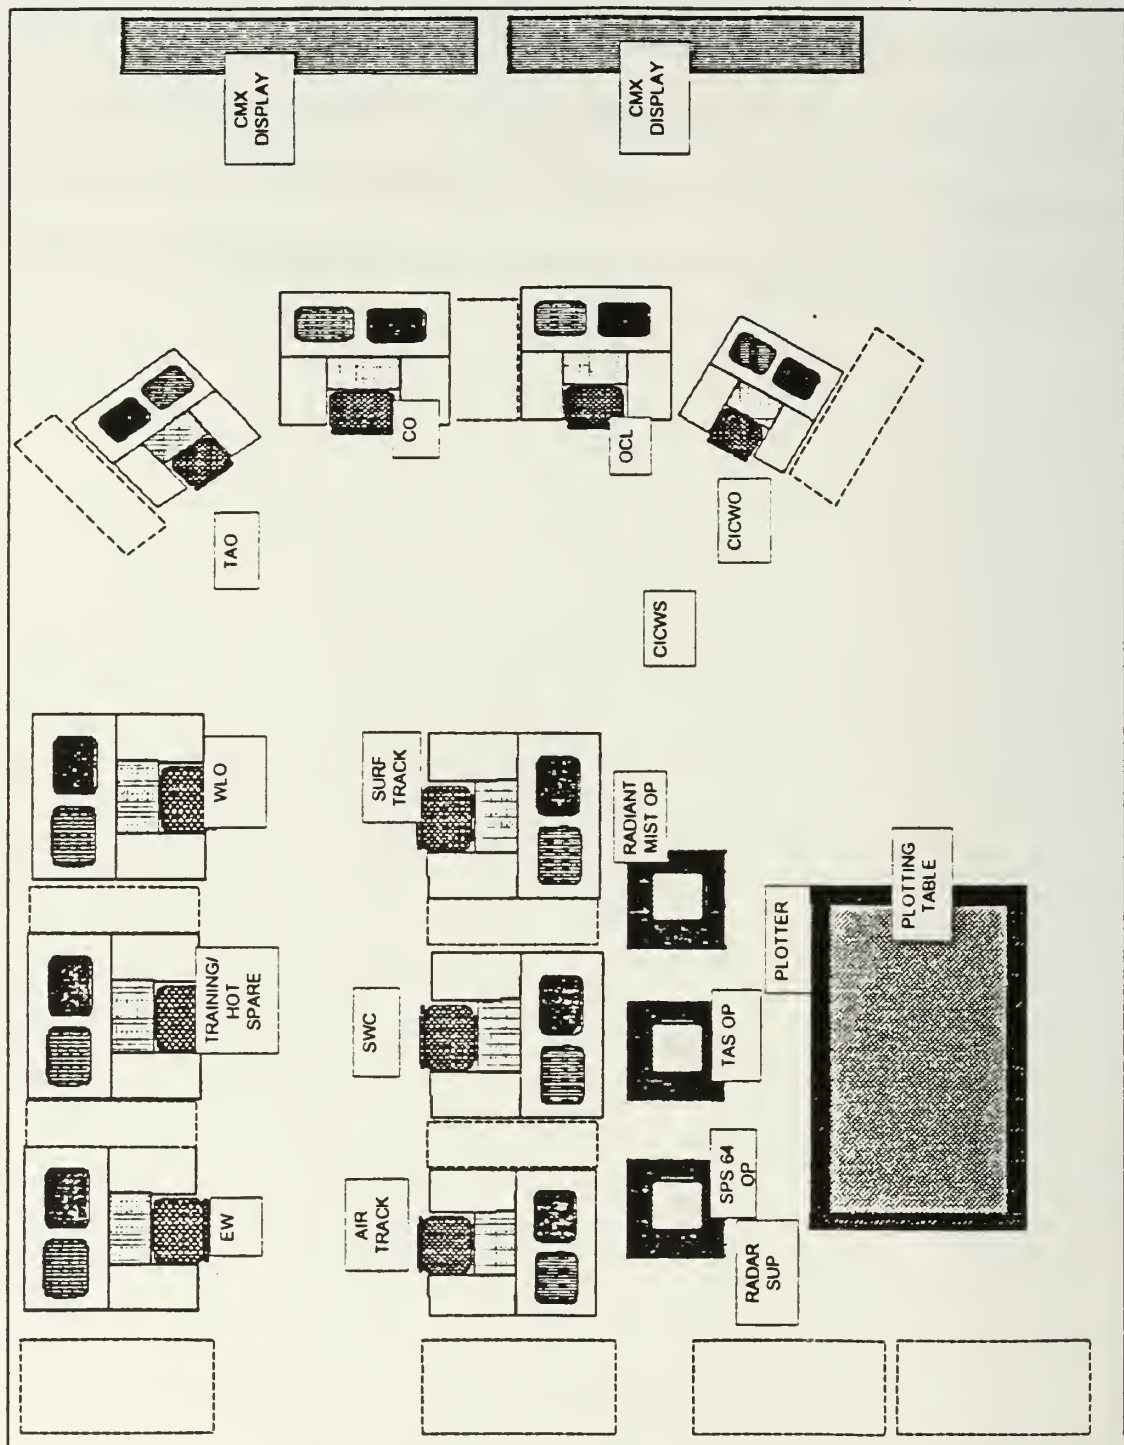 CMX
DISPLAY
CMX
DISPLAY
CO
OCL
TAO
CICWO
CICWS
WLO
SURF
TRACK
RADIANT
MIST OP
PLOTTING
TABLE
PLOTTER
TRAINING/
HOT
SPARE
SWC
TAS OP
EW
AIR
TRACK
SPS 64
OP
RADAR
SUP